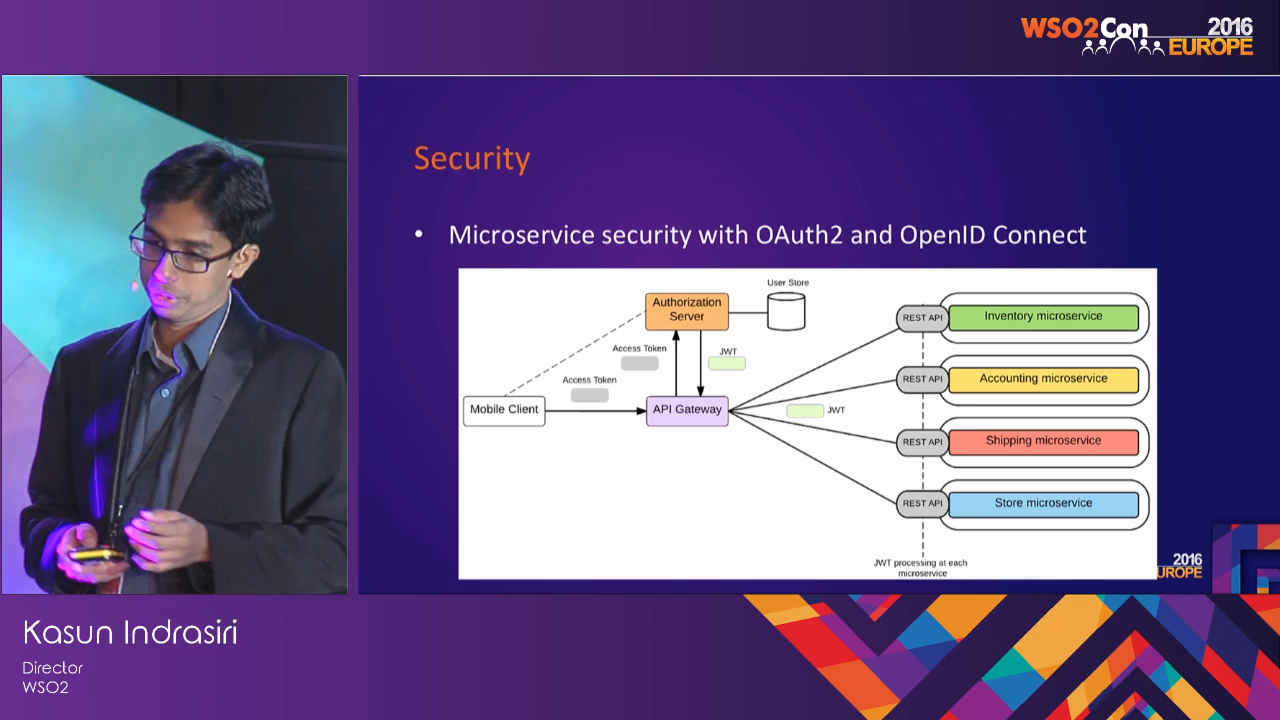 WSO2Con 2016
EUROPE
Security
• Microservice security with OAuth2 and OpenID Connect
User Store
Authorization
Server
Access Token
JWT
Access Token
Mobile Client
API Gateway
JWT
REST API
Inventory microservice
REST API
Accounting microservice
REST API
Shipping microservice
REST API
Store microservice
JWT processing at each
microservice
2016
EUROPE
Kasun Indrasiri
Director
WSO2